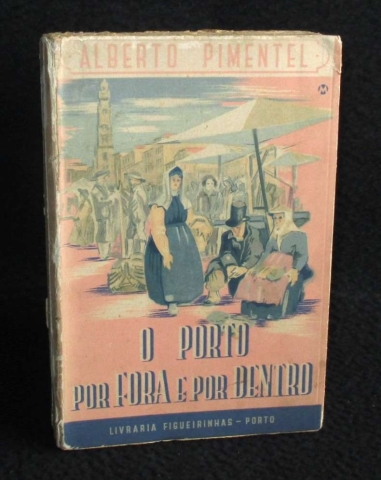 ALBERTO PIMENTEL
M
O PORTO
POR FORA E POR DENTRO
LIVRARIA FIGUEIRINHAS - PORTO